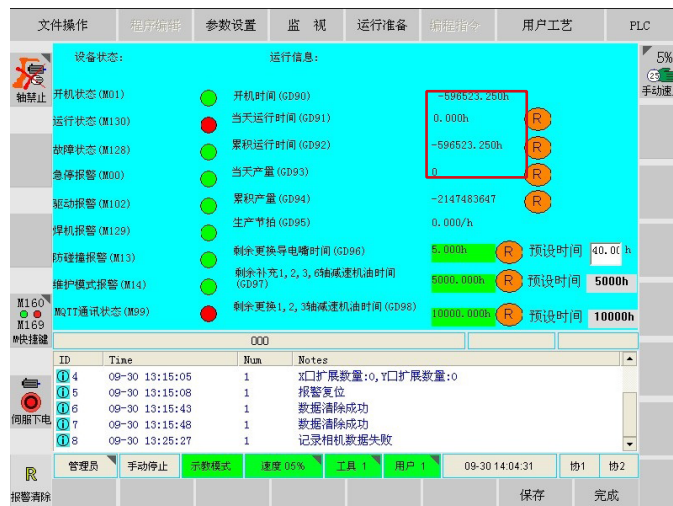 文件操作 程序编辑 参数设置 监 视 运行准备 编程指令 用户工艺 PLC
设备状态: 运行信息: 5%
25
轴禁止 手动速
开机状态(M01) 开机时间(GD90) -596523.250h
运行状态(M130) 当天运行时间(GD91) 0.000h R
故障状态(M128) 累积运行时间(GD92) -596523.250h R
急停报警(M00) 当天产量(GD93) 0 R
驱动报警(M102) 累积产量(GD94) -2147483647 R
焊机报警(M129) 生产节拍(GD95) 0.000/h
防碰撞报警(M13) 剩余更换导电嘴时间(GD96) 5.000h R 预设时间 40.00 h
维护模式报警(M14) 剩余补充1,2,3,6轴减速机油时间(GD97) 5000.000h R 预设时间 5000h
MQTT通讯状态(M99) 剩余更换1,2,3轴减速机油时间(GD98) 10000.000h R 预设时间 10000h
M160
M169
M快捷键 000
ID Time Num Notes
4 09-30 13:15:05 1 X口扩展数量:0,Y口扩展数量:0
5 09-30 13:15:08 1 报警复位
6 09-30 13:15:43 1 数据清除成功
7 09-30 13:15:48 1 数据清除成功
8 09-30 13:25:27 1 记录相机数据失败
伺服下电
管理员 手动停止 示教模式 速度 05% 工具 1 用户 1 09-30 14:04:31 协1 协2
R
报警清除 保存 完成